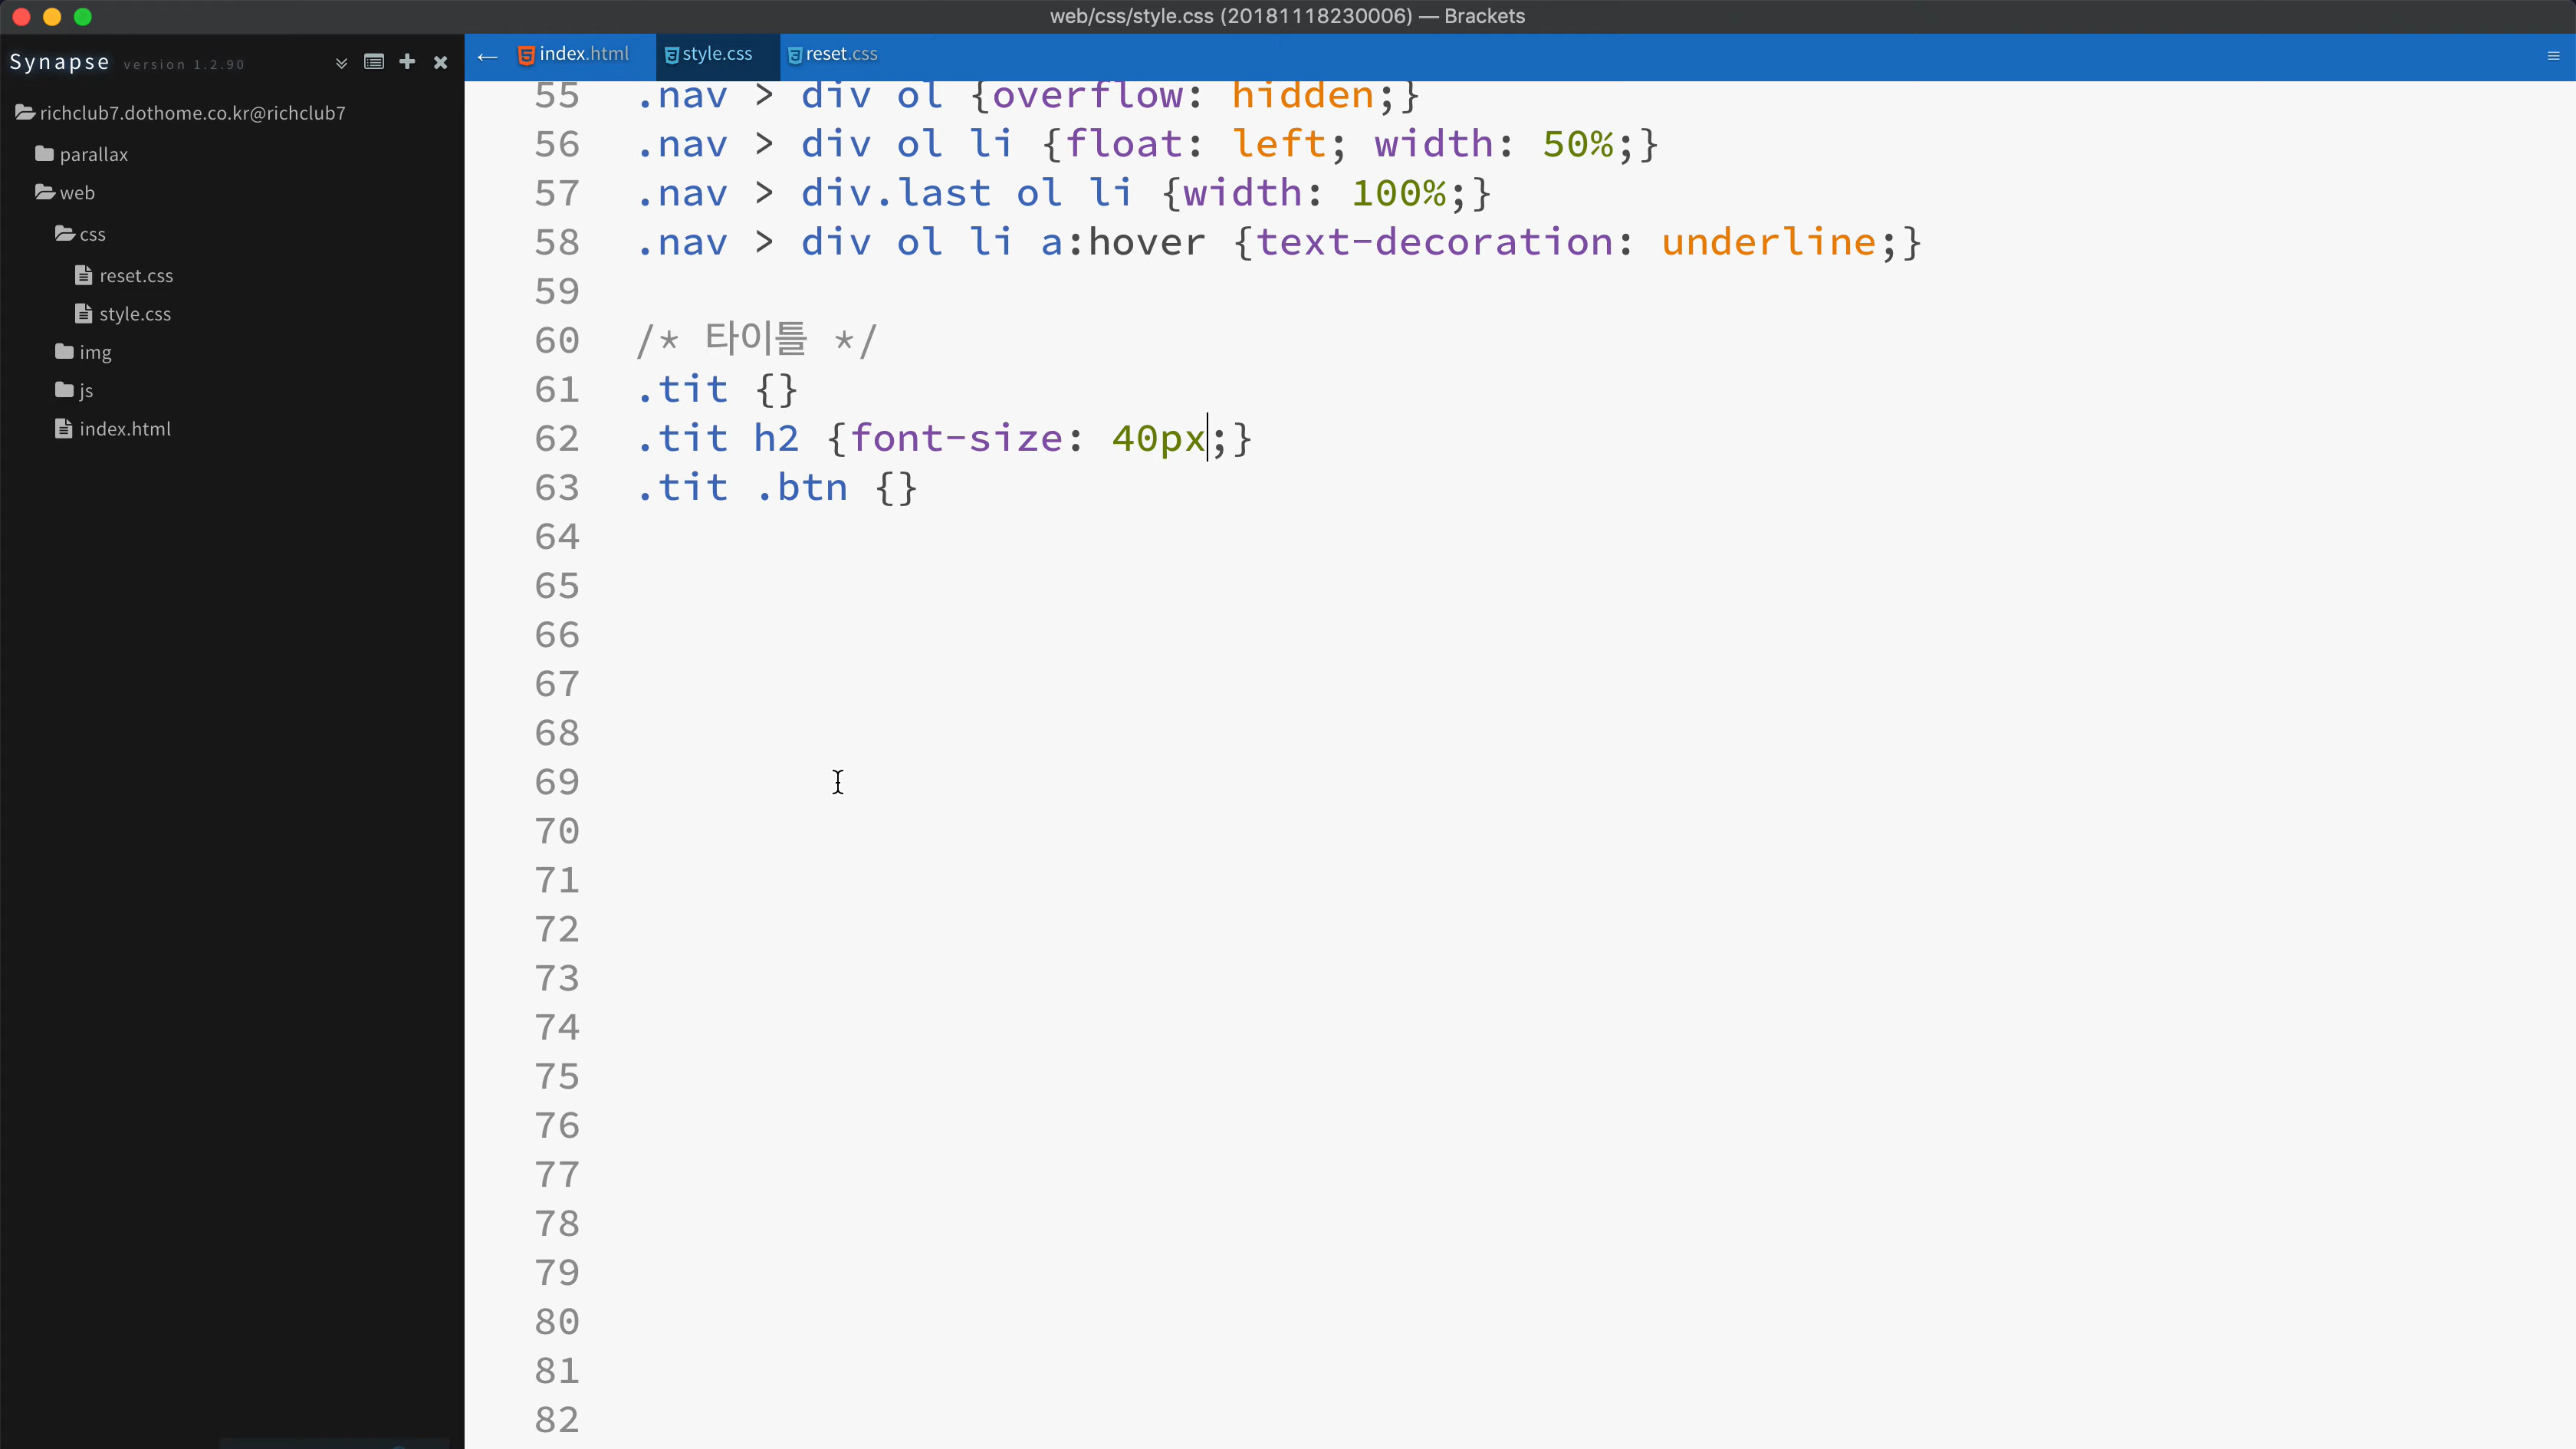 web/css/style.css (20181118230006) — Brackets
Synapse version 1.2.90
richclub7.dothome.co.kr@richclub7
parallax
web
css
reset.css
style.css
img
js
index.html
index.html
style.css
reset.css
55 .nav > div ol {overflow: hidden;}
56 .nav > div ol li {float: left; width: 50%;}
57 .nav > div.last ol li {width: 100%;}
58 .nav > div ol li a:hover {text-decoration: underline;}
59
60 /* 타이틀 */
61 .tit {}
62 .tit h2 {font-size: 40px;}
63 .tit .btn {}
64
65
66
67
68
69
70
71
72
73
74
75
76
77
78
79
80
81
82